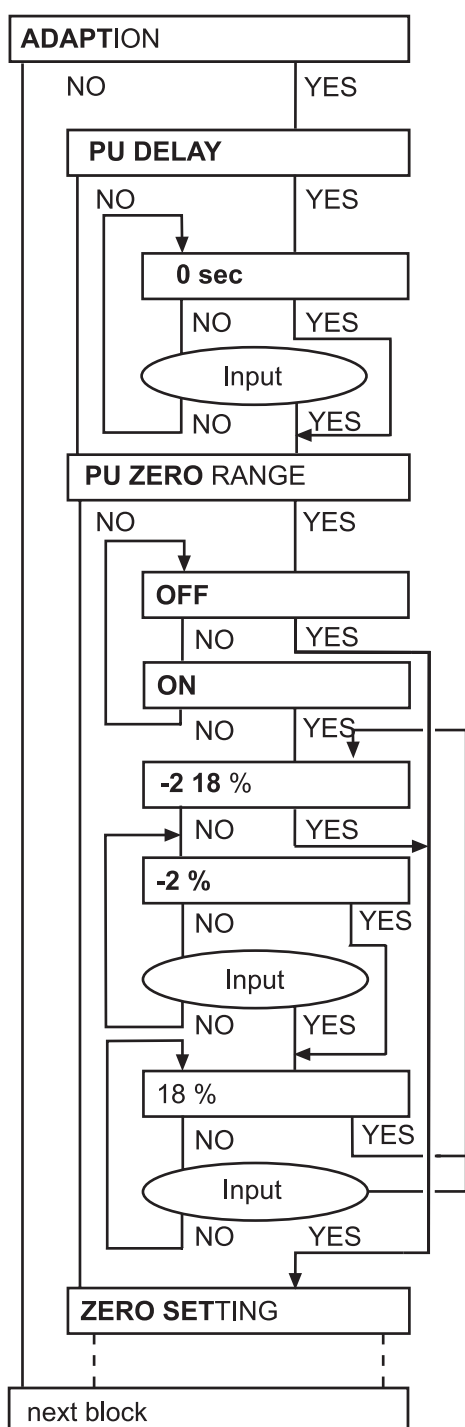 ADAPTION
NO YES
PU DELAY
NO YES
0 sec
NO YES
Input
NO YES
PU ZERO RANGE
NO YES
OFF
NO YES
ON
NO YES
-2 18 %
NO YES
-2 %
NO YES
Input
NO YES
18 %
NO YES
Input
NO YES
ZERO SETTING
next block